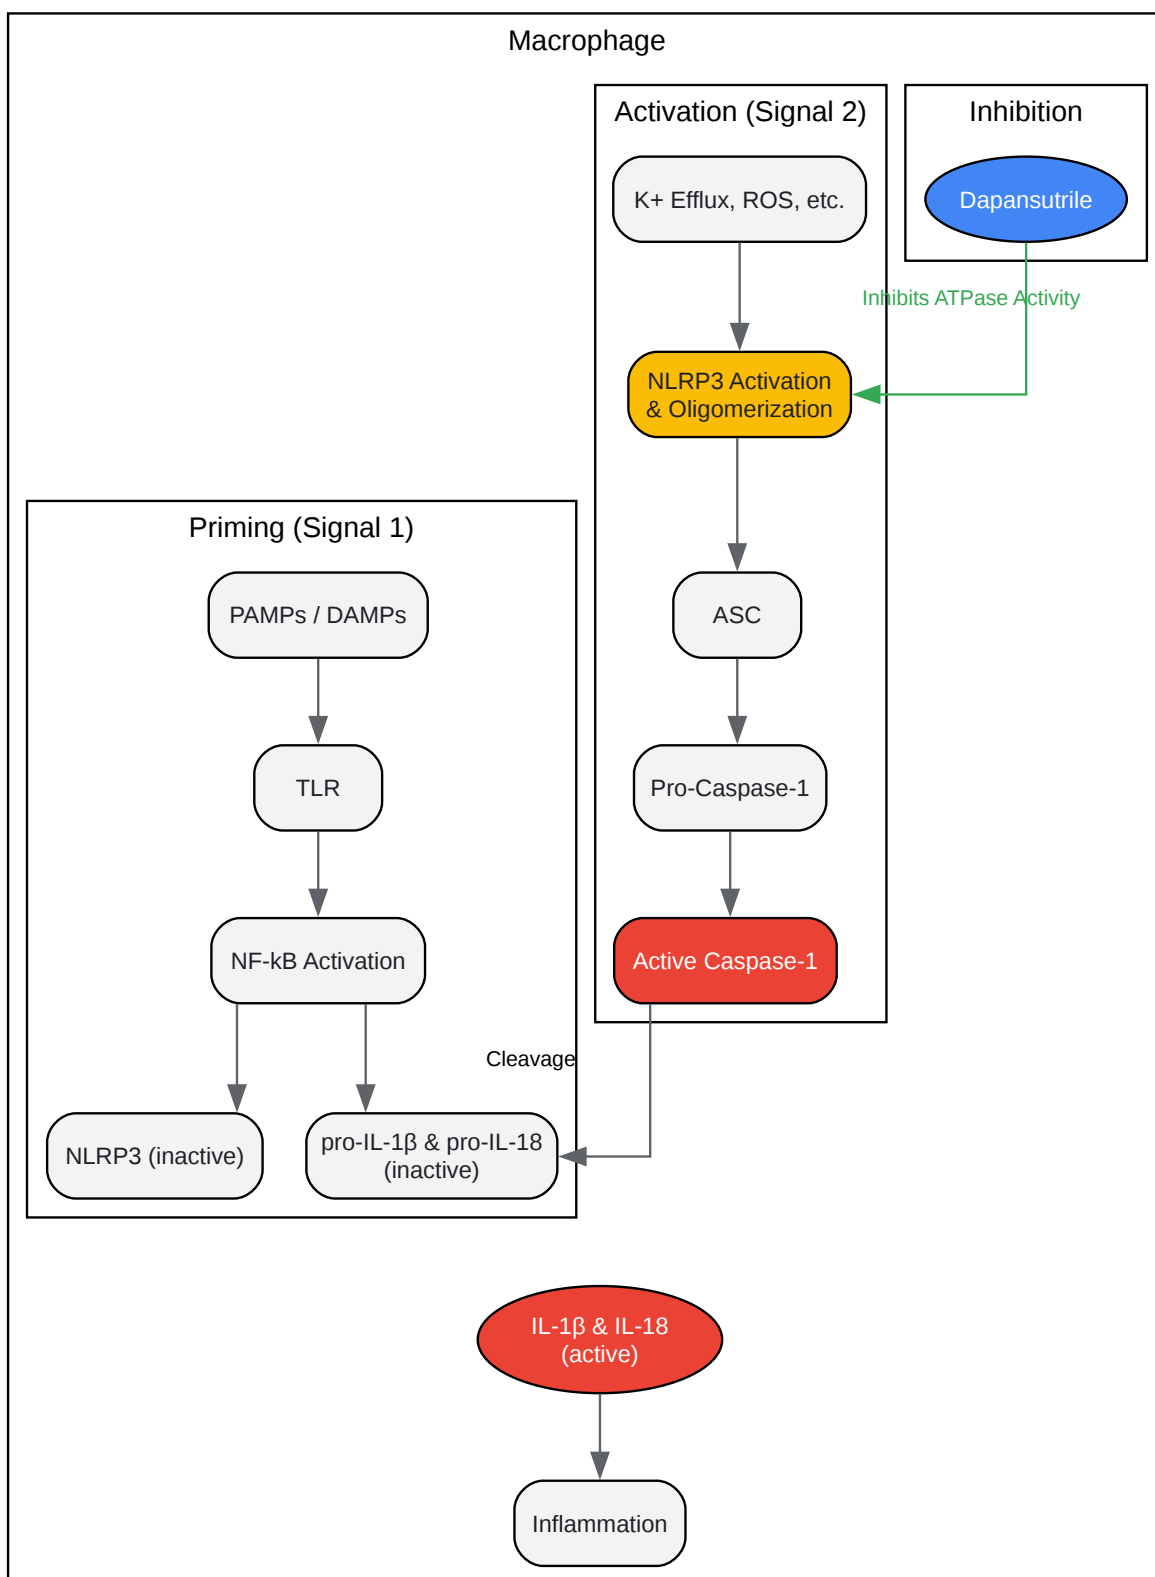 Macrophage
Activation (Signal 2)
K+ Efflux, ROS, etc.
NLRP3 Activation
& Oligomerization
ASC
Pro-Caspase-1
Active Caspase-1
Inhibition
Dapansutrile
Inhibits ATPase Activity
Priming (Signal 1)
PAMPs / DAMPs
TLR
NF-kB Activation
Cleavage
NLRP3 (inactive)
pro-IL-1β & pro-IL-18
(inactive)
IL-1β & IL-18
(active)
Inflammation